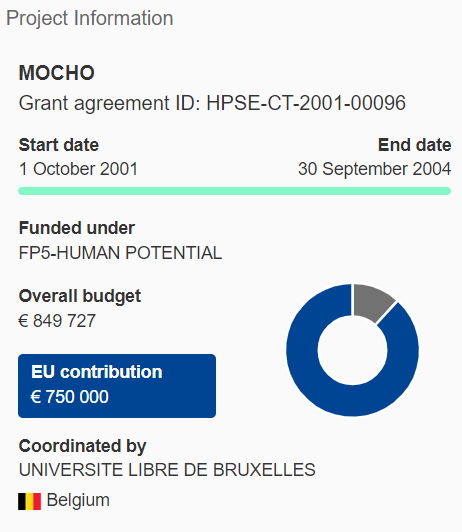 Project Information
MOCHO
Grant agreement ID: HPSE-CT-2001-00096
Start date
End date
1 October 2001
30 September 2004
Funded under
FP5-HUMAN POTENTIAL
Overall budget
€ 849 727
EU contribution
€ 750 000
Coordinated by
UNIVERSITE LIBRE DE BRUXELLES
Belgium